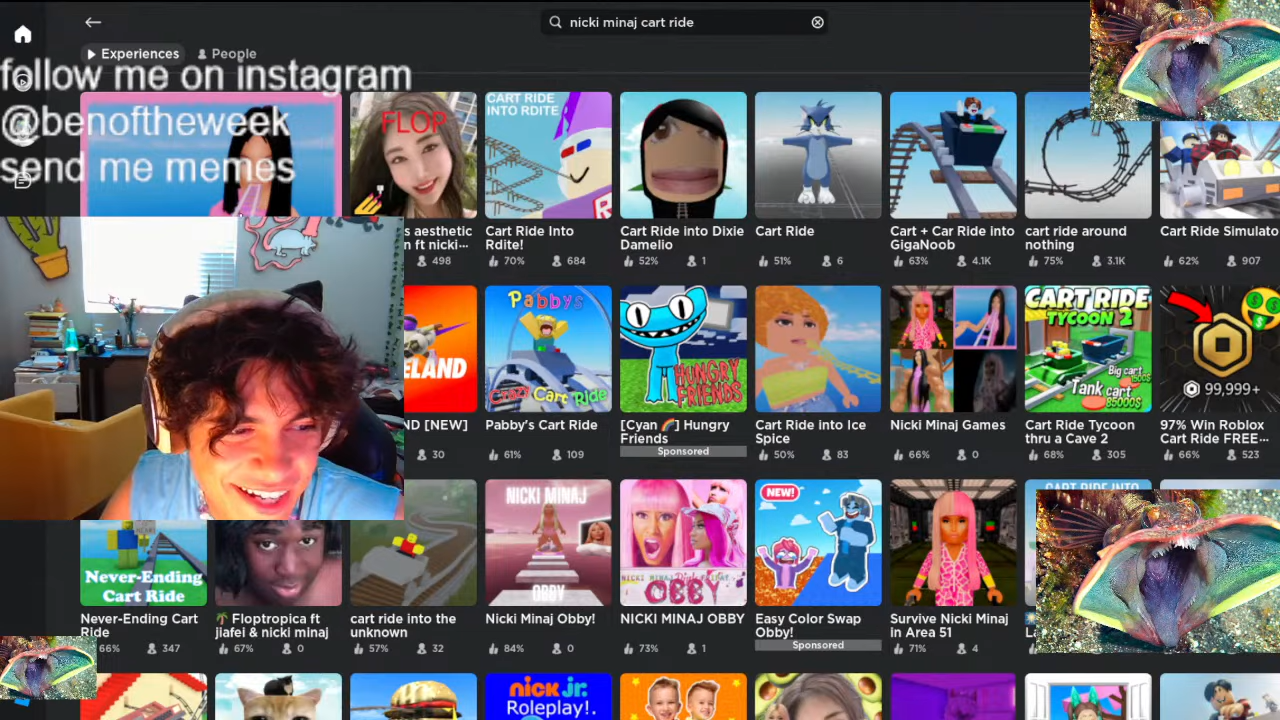 nicki minaj cart ride
Experiences
People
follow me on instagram
@benoftheweek
send me memes
FLOP
CART RIDE
INTO RDITE!
s aesthetic
n ft nicki...
498
Cart Ride Into
Rdite!
70%
684
Cart Ride into Dixie
Damelio
52%
1
Cart Ride
51%
6
Cart + Car Ride into
GigaNoob
63%
4.1K
cart ride around
nothing
75%
3.1K
Cart Ride Simulato
62%
907
ELAND
Pabbys
Crazy Cart Ride
HUNGRY
FRIENDS
CART RIDE
TYCOON 2
Big cart
1500$
Tank cart
85000$
99,999+
ND [NEW]
30
Pabby's Cart Ride
61%
109
[Cyan 🌈] Hungry
Friends
Sponsored
Cart Ride into Ice
Spice
50%
83
Nicki Minaj Games
66%
0
Cart Ride Tycoon
thru a Cave 2
68%
305
97% Win Roblox
Cart Ride FREE...
66%
523
Never-Ending
Cart Ride
NICKI MINAJ
OBBY
NICKI MINAJ
OBBY
NEW!
CART RIDE INTO
Never-Ending Cart
Ride
66%
347
🌴 Floptropica ft
jiafei & nicki minaj
67%
0
cart ride into the
unknown
57%
32
Nicki Minaj Obby!
84%
0
NICKI MINAJ OBBY
73%
1
Easy Color Swap
Obby!
Sponsored
Survive Nicki Minaj
in Area 51
71%
4
nick jr.
Roleplay!.